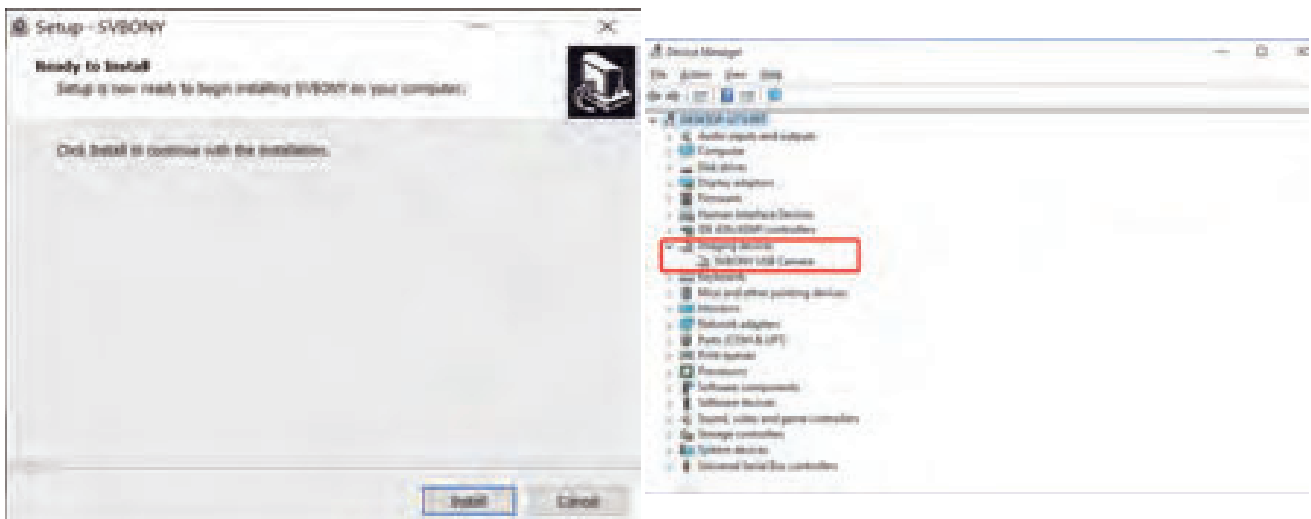 Setup - SVBONY
Ready to Install
Setup is now ready to begin installing SVBONY on your computer.
Click Install to continue with the installation.
Install
Cancel
Device Manager
File Action View Help
Audio inputs and outputs
Computer
Disk drives
Display adapters
Firmware
Human Interface Devices
IDE ATA/ATAPI controllers
Imaging devices
SVBONY USB Camera
Keyboards
Mice and other pointing devices
Monitors
Network adapters
Ports (COM & LPT)
Print queues
Processors
Software components
Software devices
Sound, video and game controllers
Storage controllers
System devices
Universal Serial Bus controllers